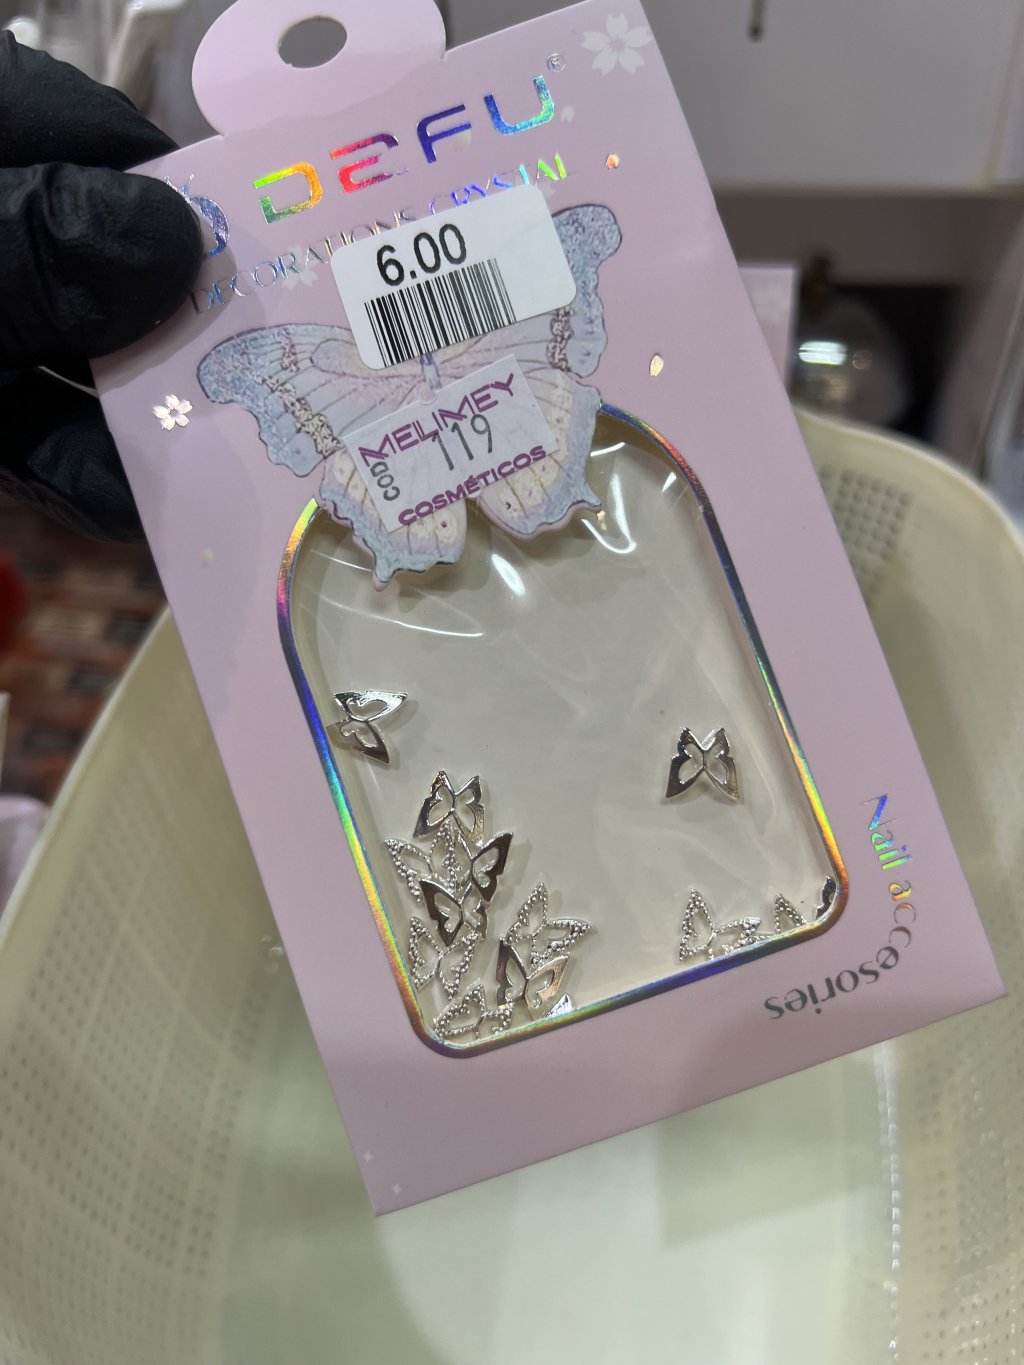 DEFU®
DECORATIONS CRYSTAL
6.00
MELIMEY
COD 119
COSMÉTICOS
Nail accesories